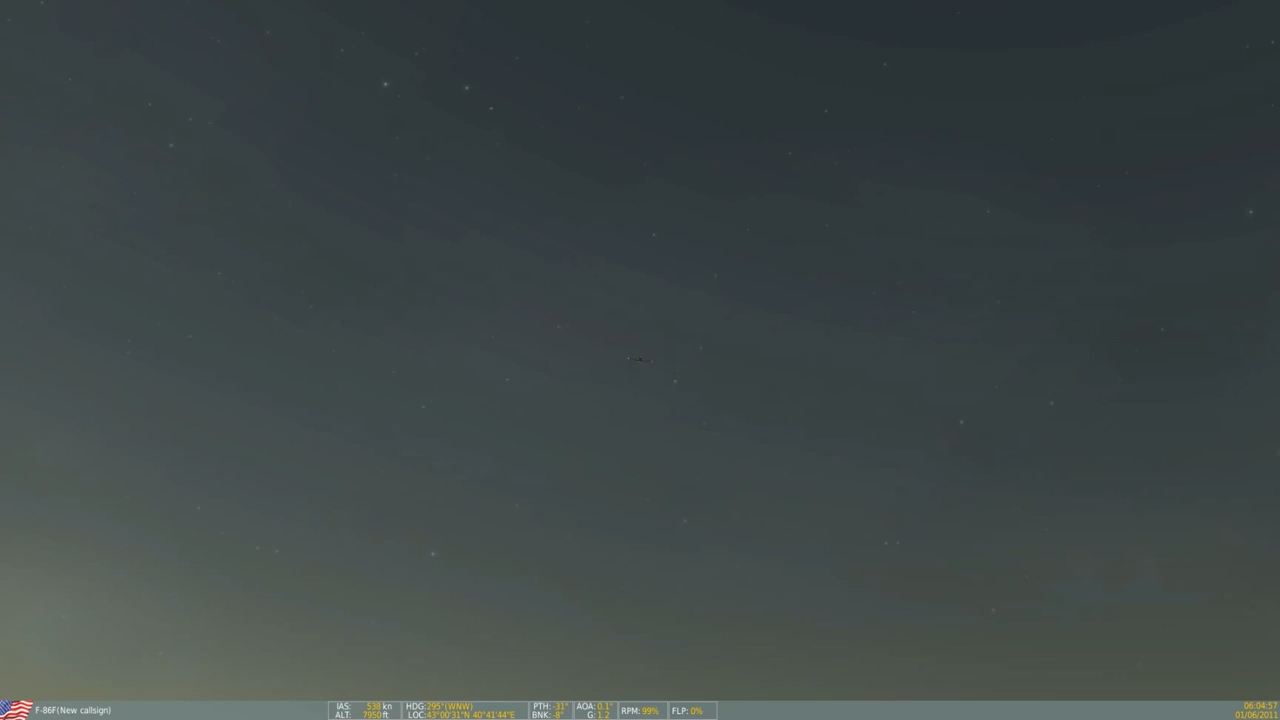 F-86F(New callsign)
IAS: 538 kn
ALT: 7950 ft
HDG: 295°(WNW)
LOC: 43°00'31"N 40°41'44"E
PTH: -31°
BNK: -8°
AOA: 0.1°
G: 1.2
RPM: 99%
FLP: 0%
06:04:57
01/06/2011